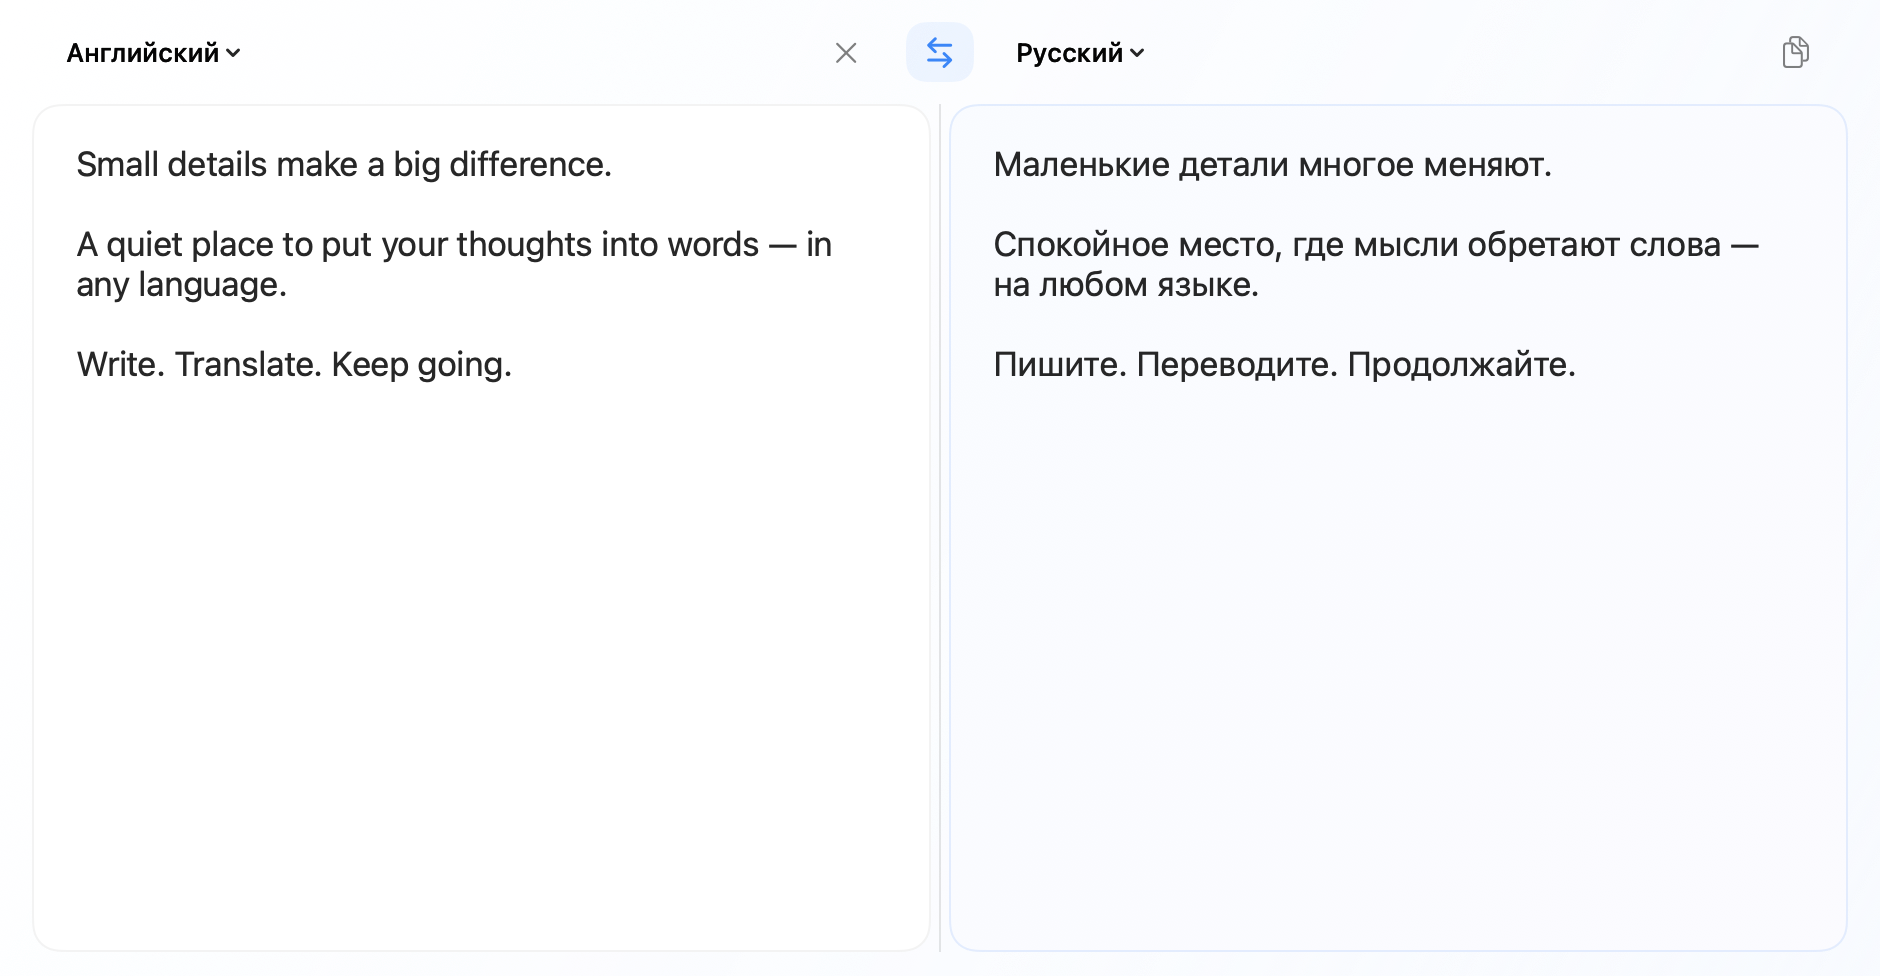 Английский
Русский
Small details make a big difference.
A quiet place to put your thoughts into words — in
any language.
Write. Translate. Keep going.
Маленькие детали многое меняют.
Спокойное место, где мысли обретают слова —
на любом языке.
Пишите. Переводите. Продолжайте.